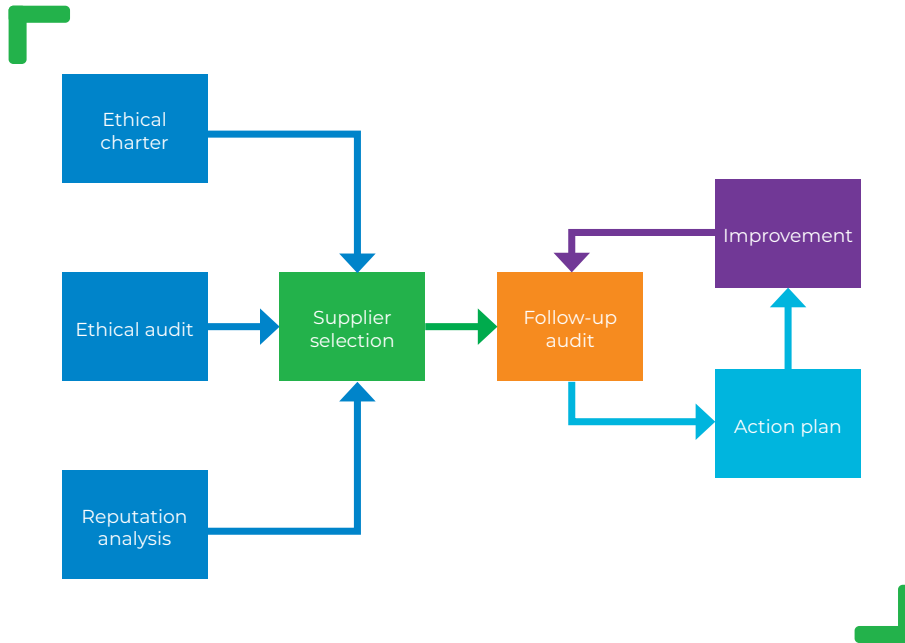 Ethical
charter
Ethical audit
Reputation
analysis
Supplier
selection
Follow-up
audit
Improvement
Action plan